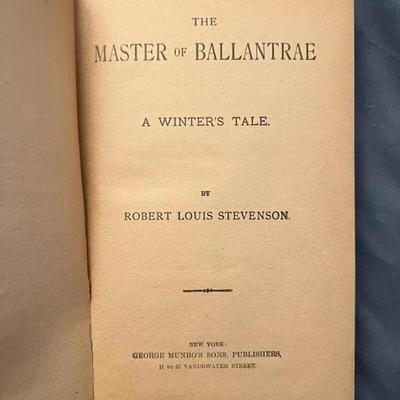 THE
MASTER OF BALLANTRAE
A WINTER'S TALE.
BY
ROBERT LOUIS STEVENSON.
NEW YORK:
GEORGE MUNRO'S SONS, PUBLISHERS,
17 TO 27 VANDEWATER STREET.